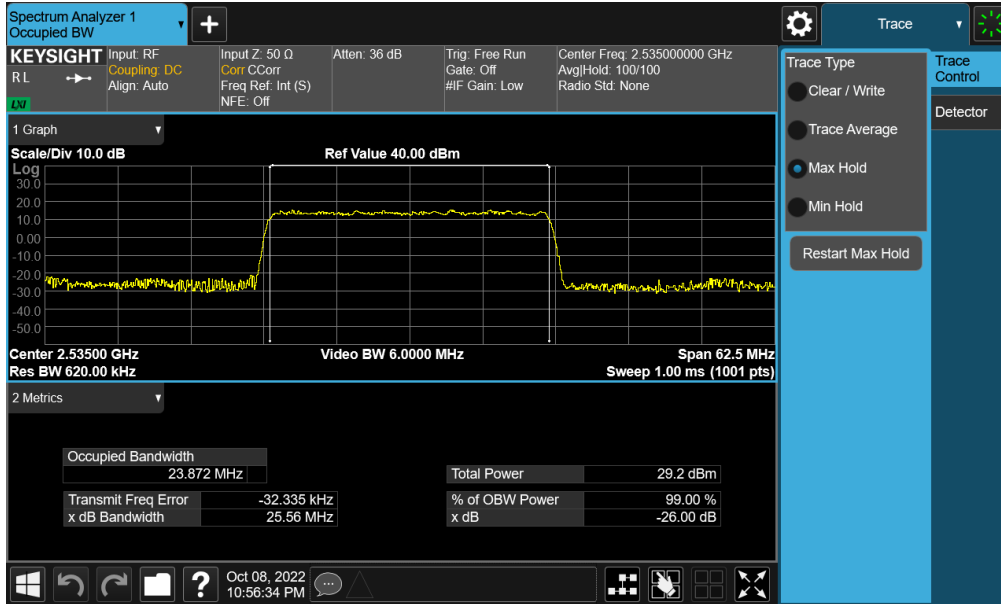 Spectrum Analyzer 1
Occupied BW
Trace
KEYSIGHT
RL
LXI
Input: RF
Coupling: DC
Align: Auto
Input Z: 50 Ω
Corr CCorr
Freq Ref: Int (S)
NFE: Off
Atten: 36 dB
Trig: Free Run
Gate: Off
#IF Gain: Low
Center Freq: 2.535000000 GHz
Avg|Hold: 100/100
Radio Std: None
1 Graph
Scale/Div 10.0 dB
Ref Value 40.00 dBm
Log
30.0
20.0
10.0
0.00
-10.0
-20.0
-30.0
-40.0
-50.0
Center 2.53500 GHz
Video BW 6.0000 MHz
Span 62.5 MHz
Res BW 620.00 kHz
Sweep 1.00 ms (1001 pts)
2 Metrics
Occupied Bandwidth
23.872 MHz
Transmit Freq Error -32.335 kHz
x dB Bandwidth 25.56 MHz
Total Power 29.2 dBm
% of OBW Power 99.00 %
x dB -26.00 dB
Oct 08, 2022
10:56:34 PM
Trace Type
Clear / Write
Trace Average
Max Hold
Min Hold
Restart Max Hold
Trace
Control
Detector